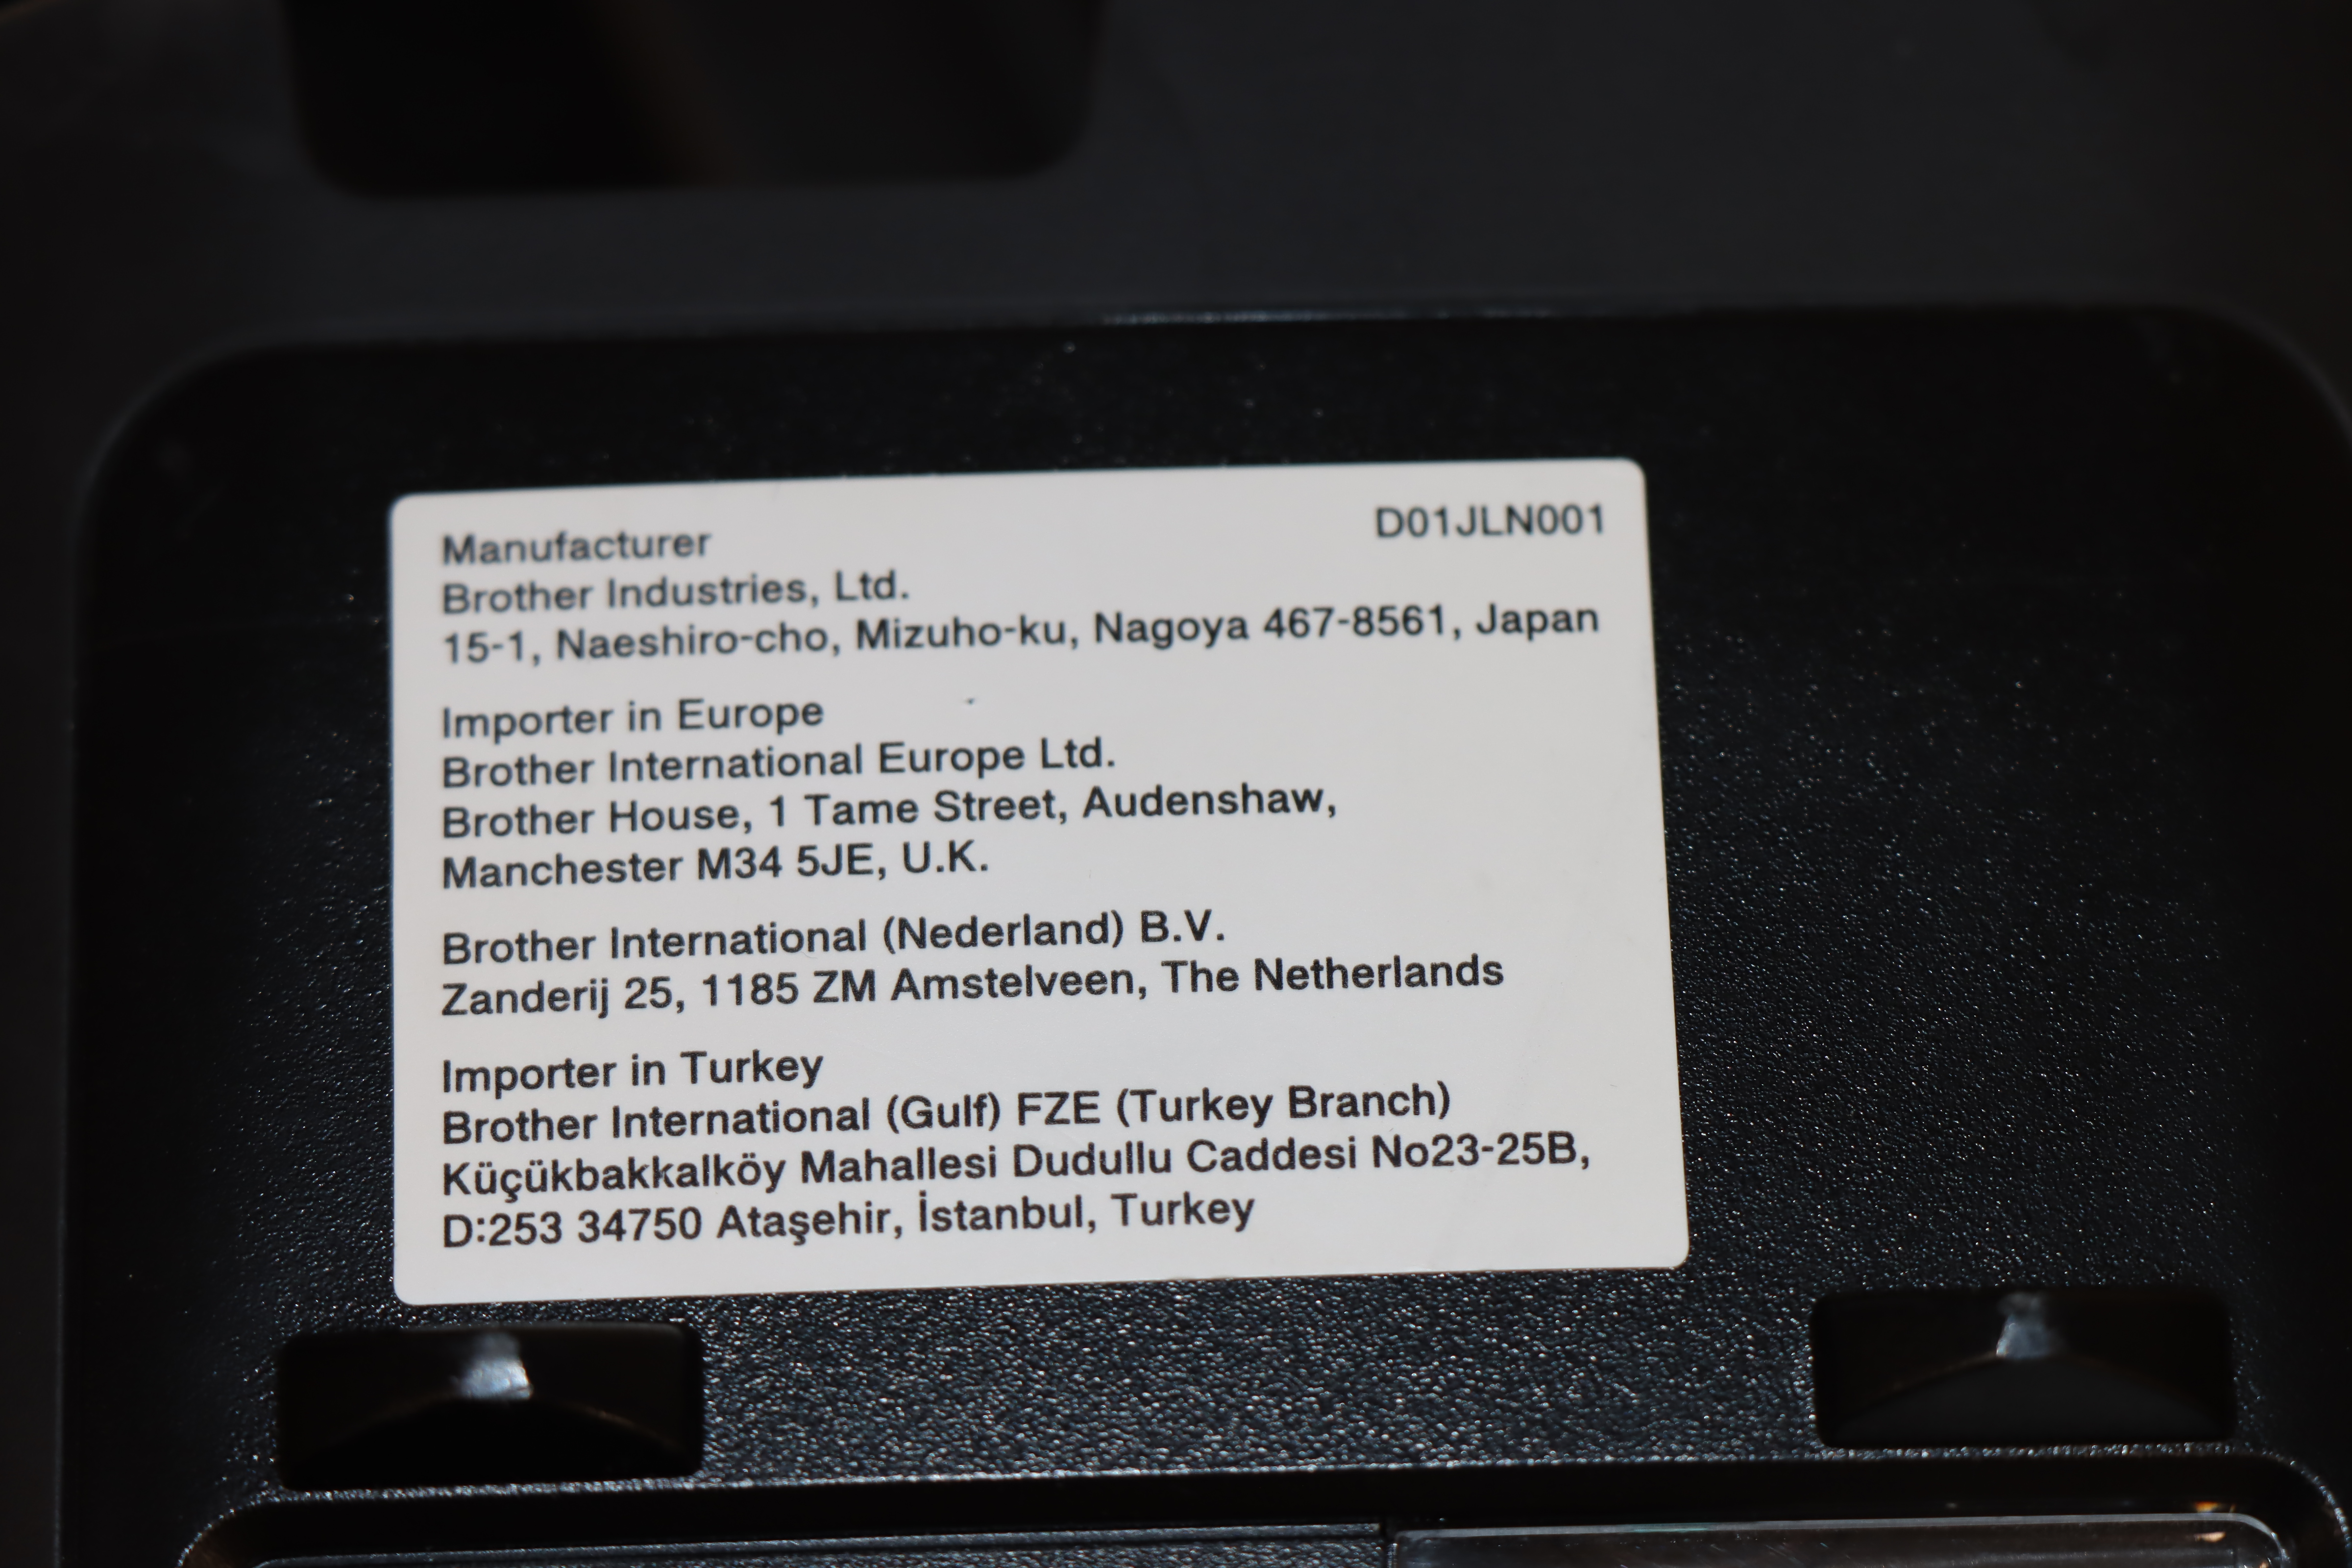 Manufacturer D01JLN001
Brother Industries, Ltd.
15-1, Naeshiro-cho, Mizuho-ku, Nagoya 467-8561, Japan
Importer in Europe
Brother International Europe Ltd.
Brother House, 1 Tame Street, Audenshaw,
Manchester M34 5JE, U.K.
Brother International (Nederland) B.V.
Zanderij 25, 1185 ZM Amstelveen, The Netherlands
Importer in Turkey
Brother International (Gulf) FZE (Turkey Branch)
Küçükbakkalköy Mahallesi Dudullu Caddesi No23-25B,
D:253 34750 Ataşehir, İstanbul, Turkey